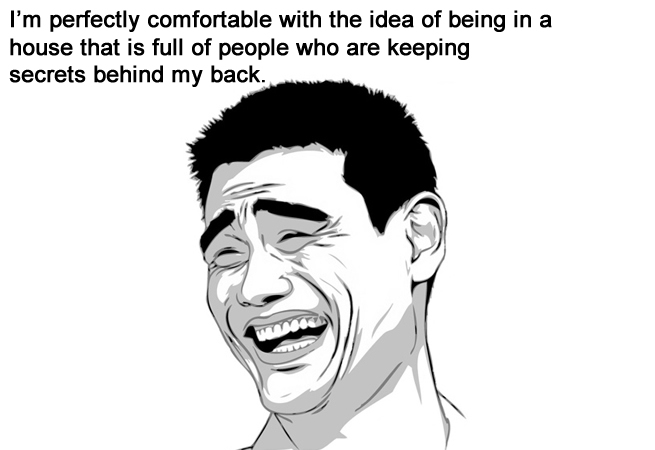 I'm perfectly comfortable with the idea of being in a
house that is full of people who are keeping
secrets behind my back.